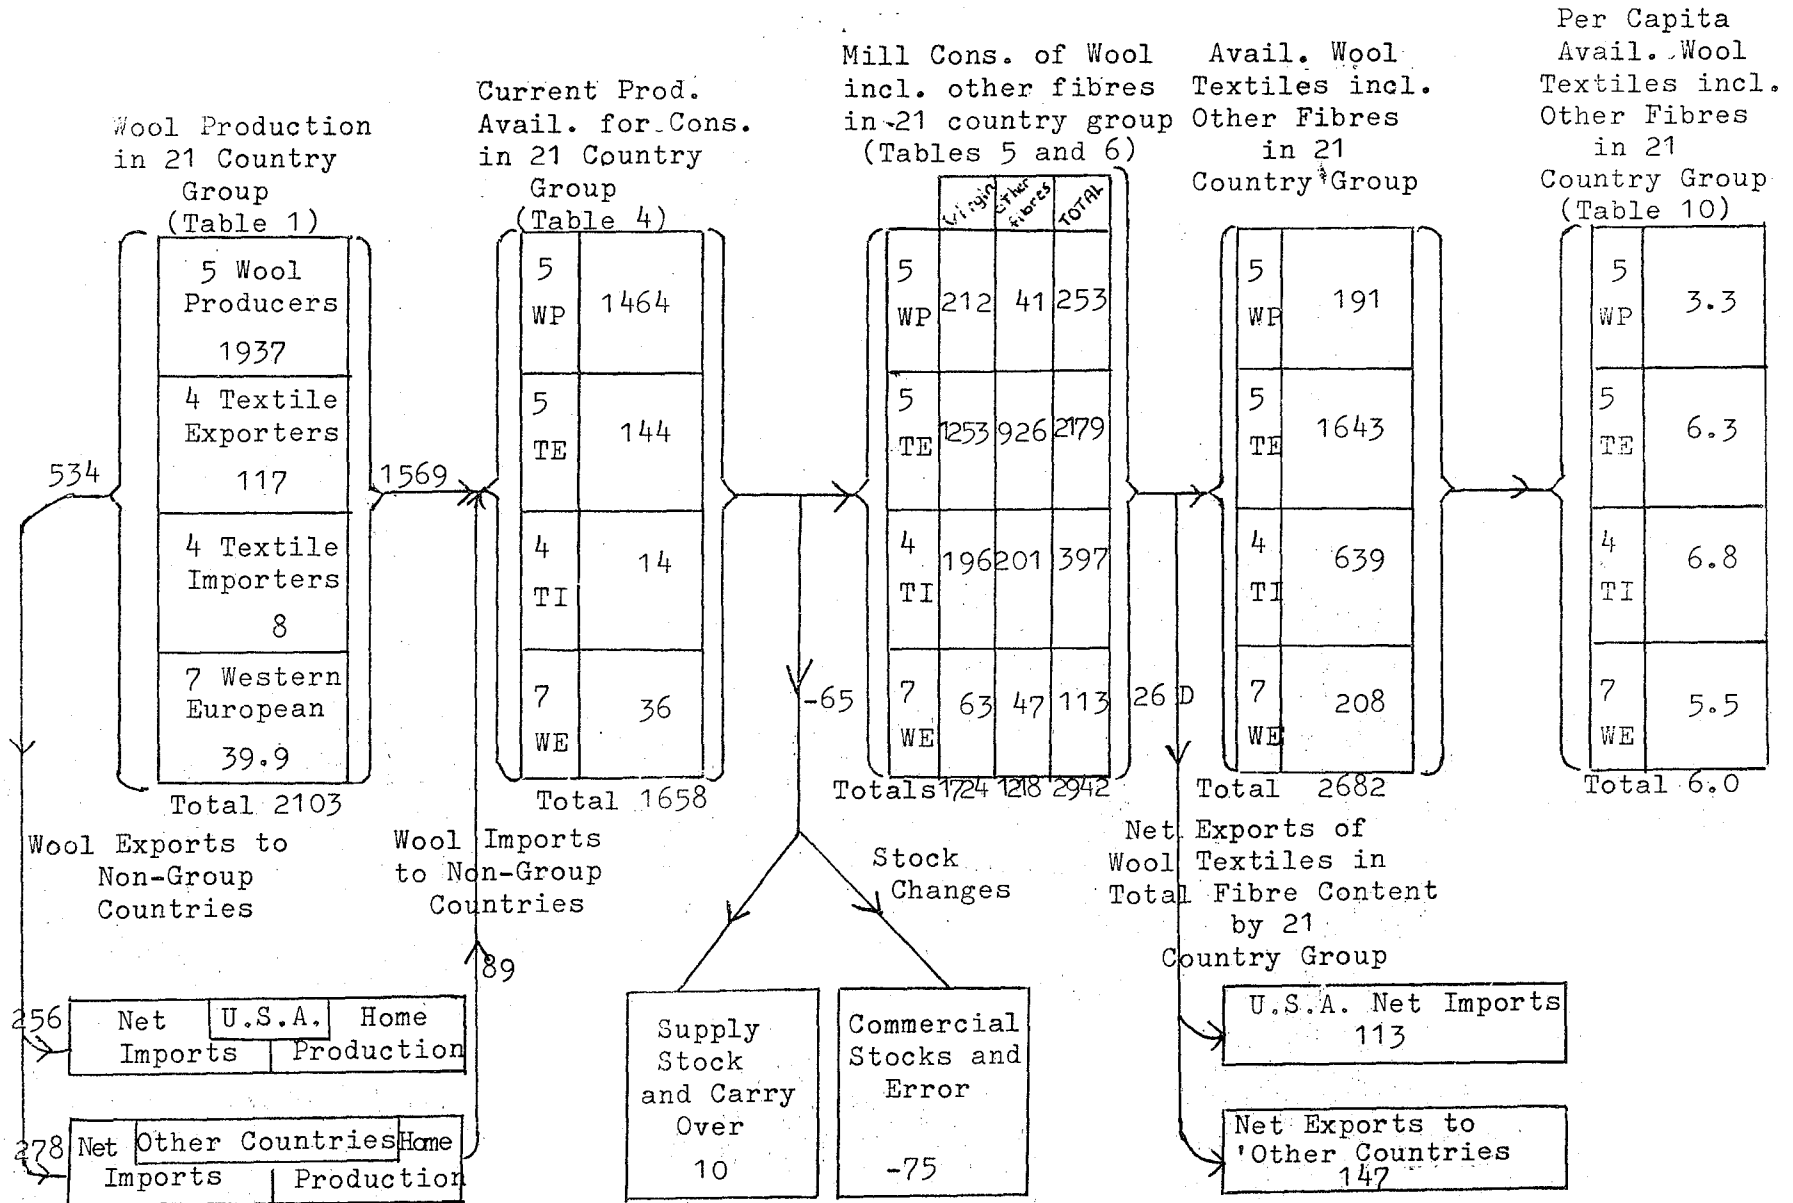 Wool Production
in 21 Country
Group
(Table 1)
5 Wool
Producers
1937
4 Textile
Exporters
117
4 Textile
Importers
8
7 Western
European
39.9
Total 2103
534
1569
Current Prod.
Avail. for Cons.
in 21 Country
Group
(Table 4)
5
WP
1464
5
TE
144
4
TI
14
7
WE
36
Total 1658
Mill Cons. of Wool
incl. other fibres
in 21 country group
(Tables 5 and 6)
Virgin
Other
fibres
TOTAL
5
WP
212 41 253
5
TE
1253 926 2179
4
TI
196 201 397
7
WE
63 47 113
Totals 1724 1218 2942
-65
26 D
Avail. Wool
Textiles incl.
Other Fibres
in 21
Country Group
5
WP
191
5
TE
1643
4
TI
639
7
WE
208
Total 2682
Per Capita
Avail. Wool
Textiles incl.
Other Fibres
in 21
Country Group
(Table 10)
5
WP
3.3
5
TE
6.3
4
TI
6.8
7
WE
5.5
Total 6.0
Wool Exports to
Non-Group
Countries
Wool Imports
to Non-Group
Countries
89
256
Net U.S.A. Home
Imports Production
278
Net Other Countries Home
Imports Production
Stock
Changes
Supply
Stock
and Carry
Over
10
Commercial
Stocks and
Error
-75
Net Exports of
Wool Textiles in
Total Fibre Content
by 21
Country Group
U.S.A. Net Imports
113
Net Exports to
'Other Countries
147